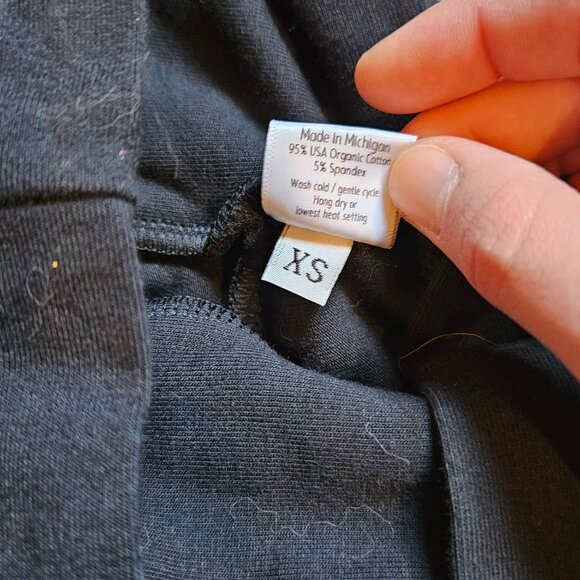 Made in Michigan
95% USA Organic Cotton
5% Spandex
Wash cold / gentle cycle
Hang dry or
lowest heat setting
XS